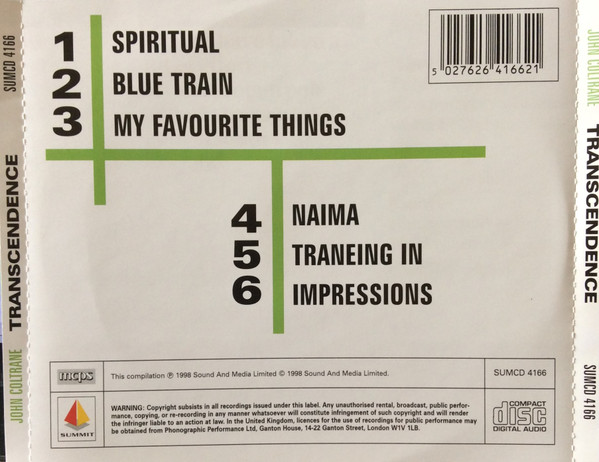 SUMCD 4166
TRANSCENDENCE
JOHN COLTRANE
1 SPIRITUAL
2 BLUE TRAIN
3 MY FAVOURITE THINGS
4 NAIMA
5 TRANEING IN
6 IMPRESSIONS
5 027626 416621
mcps
This compilation ℗ 1998 Sound And Media Limited © 1998 Sound And Media Limited.
SUMCD 4166
SUMMIT
WARNING: Copyright subsists in all recordings issued under this label. Any unauthorised rental, broadcast, public perfor-
mance, copying, or re-recording in any manner whatsoever will constitute infringement of such copyright and will render
the infringer liable to an action at law. In the United Kingdom, licences for the use of recordings for public performance may
be obtained from Phonographic Performance Ltd, Ganton House, 14-22 Ganton Street, London W1V 1LB.
COMPACT
disc
DIGITAL AUDIO
JOHN COLTRANE
TRANSCENDENCE
SUMCD 4166